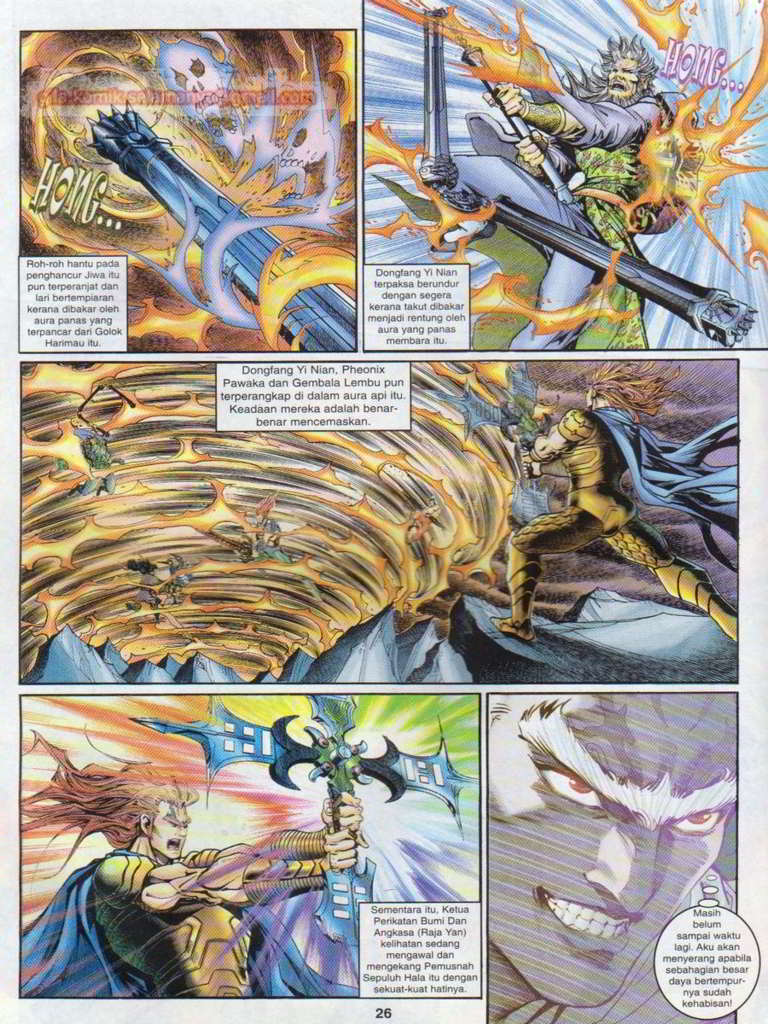 HONG...
Roh-roh hantu pada
penghancur Jiwa itu
pun terperanjat dan
lari bertempiaran
kerana dibakar oleh
aura panas yang
terpancar dari Golok
Harimau itu.
HONG...
Dongfang Yi Nian
terpaksa berundur
dengan segera
kerana takut dibakar
menjadi rentung oleh
aura yang panas
membara itu.
Dongfang Yi Nian, Pheonix
Pawaka dan Gembala Lembu pun
terperangkap di dalam aura api itu.
Keadaan mereka adalah benar-
benar mencemaskan.
Sementara itu, Ketua
Perikatan Bumi Dan
Angkasa (Raja Yan)
kelihatan sedang
mengawal dan
mengekang Pemusnah
Sepuluh Hala itu dengan
sekuat-kuat hatinya.
Masih
belum
sampai waktu
lagi. Aku akan
menyerang apabila
sebahagian besar
daya bertempur-
nya sudah
kehabisan!
26